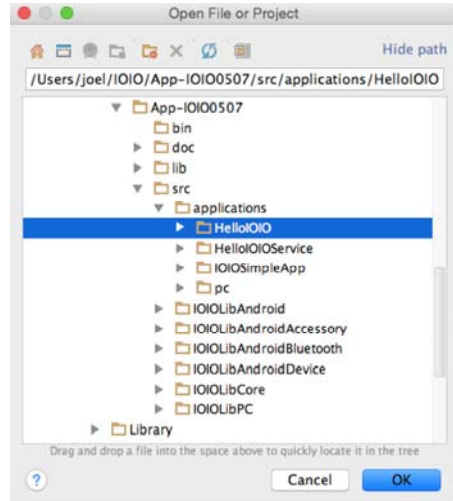 Open File or Project
Hide path
/Users/joel/IOIO/App-IOIO0507/src/applications/HelloIOIO
App-IOIO0507
bin
doc
lib
src
applications
HelloIOIO
HelloIOIOService
IOIOSimpleApp
pc
IOIOLibAndroid
IOIOLibAndroidAccessory
IOIOLibAndroidBluetooth
IOIOLibAndroidDevice
IOIOLibCore
IOIOLibPC
Library
Drag and drop a file into the space above to quickly locate it in the tree
? Cancel OK